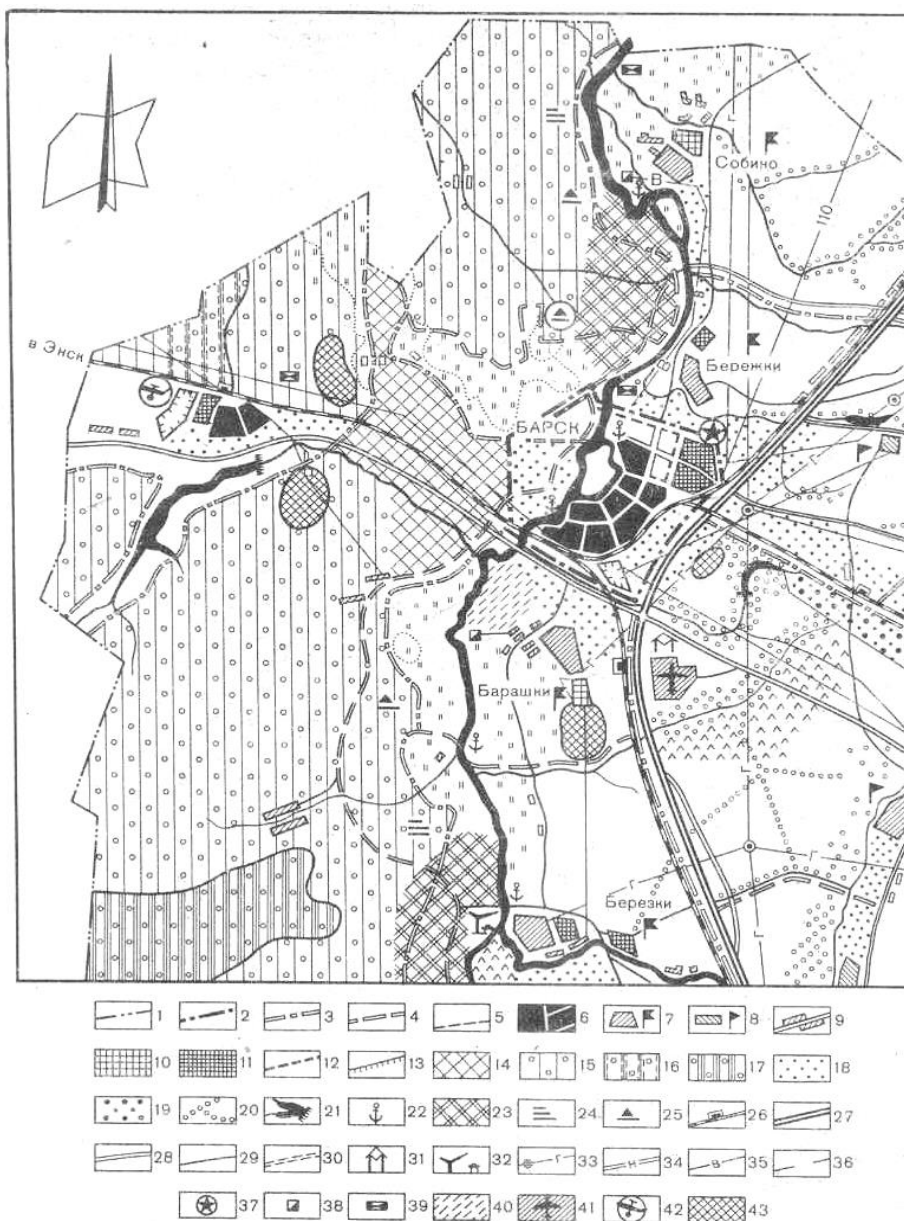 Собино
В
110
Бережки
в Энск
БАРСК
Барашки
Г
Березки
Г
Г
1 2 3 4 5 6 7 8 9
10 11 12 13 14 15 16 17 18
19 20 21 22 23 24 25 26 27
28 29 30 31 32 Г 33 Н 34 В 35 36
37 38 39 40 41 42 43